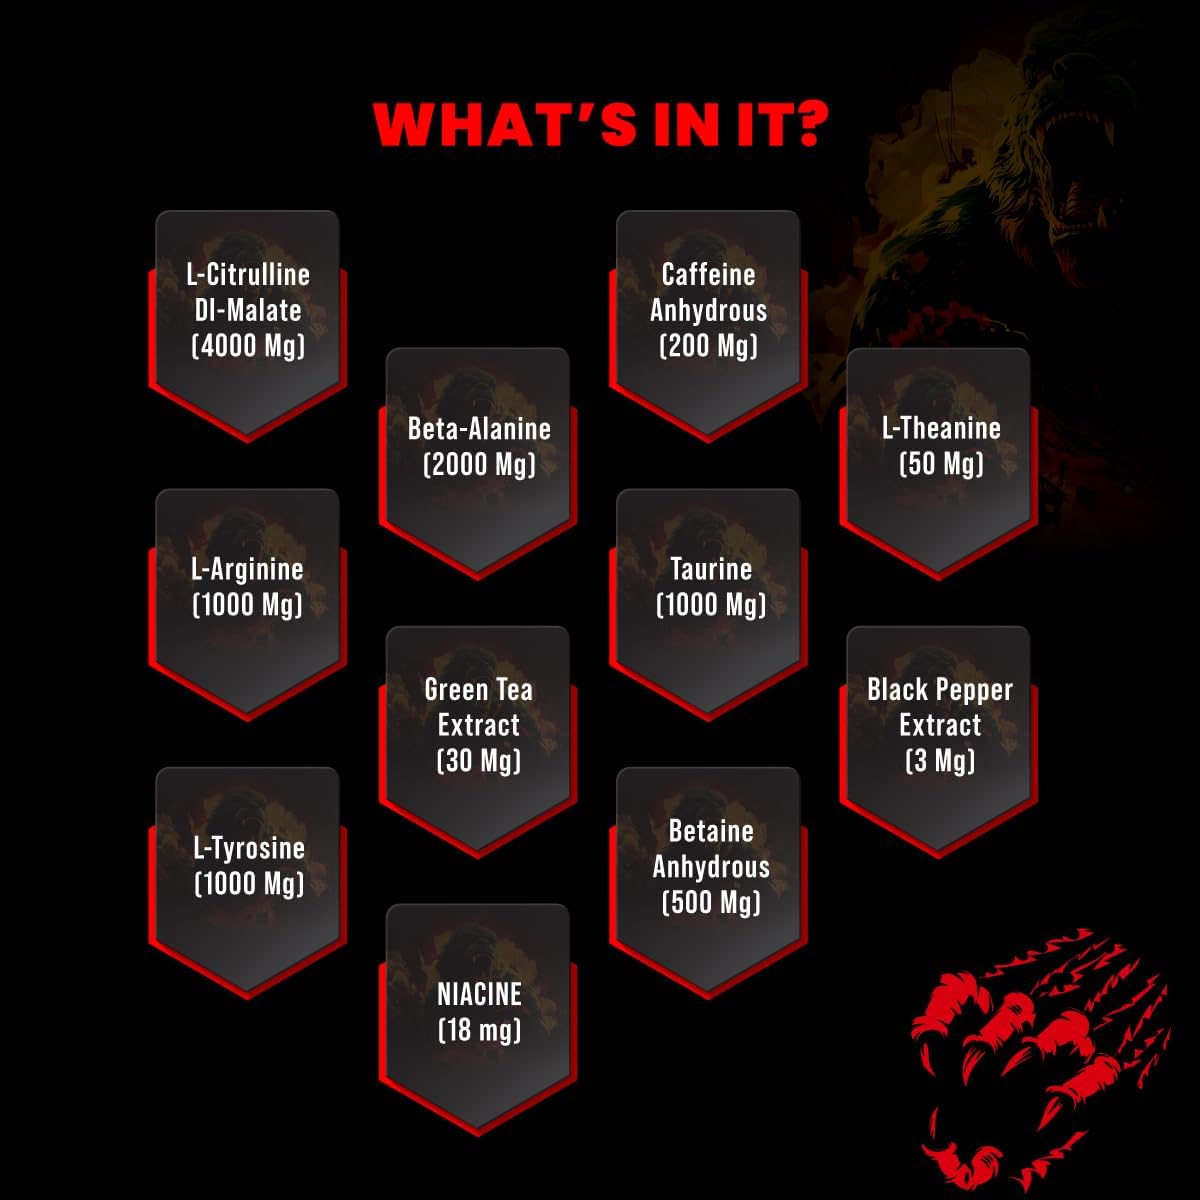 WHAT'S IN IT?
L-Citrulline
DI-Malate
(4000 Mg)
Caffeine
Anhydrous
(200 Mg)
Beta-Alanine
(2000 Mg)
L-Theanine
(50 Mg)
L-Arginine
(1000 Mg)
Taurine
(1000 Mg)
Green Tea
Extract
(30 Mg)
Black Pepper
Extract
(3 Mg)
L-Tyrosine
(1000 Mg)
Betaine
Anhydrous
(500 Mg)
NIACINE
(18 mg)